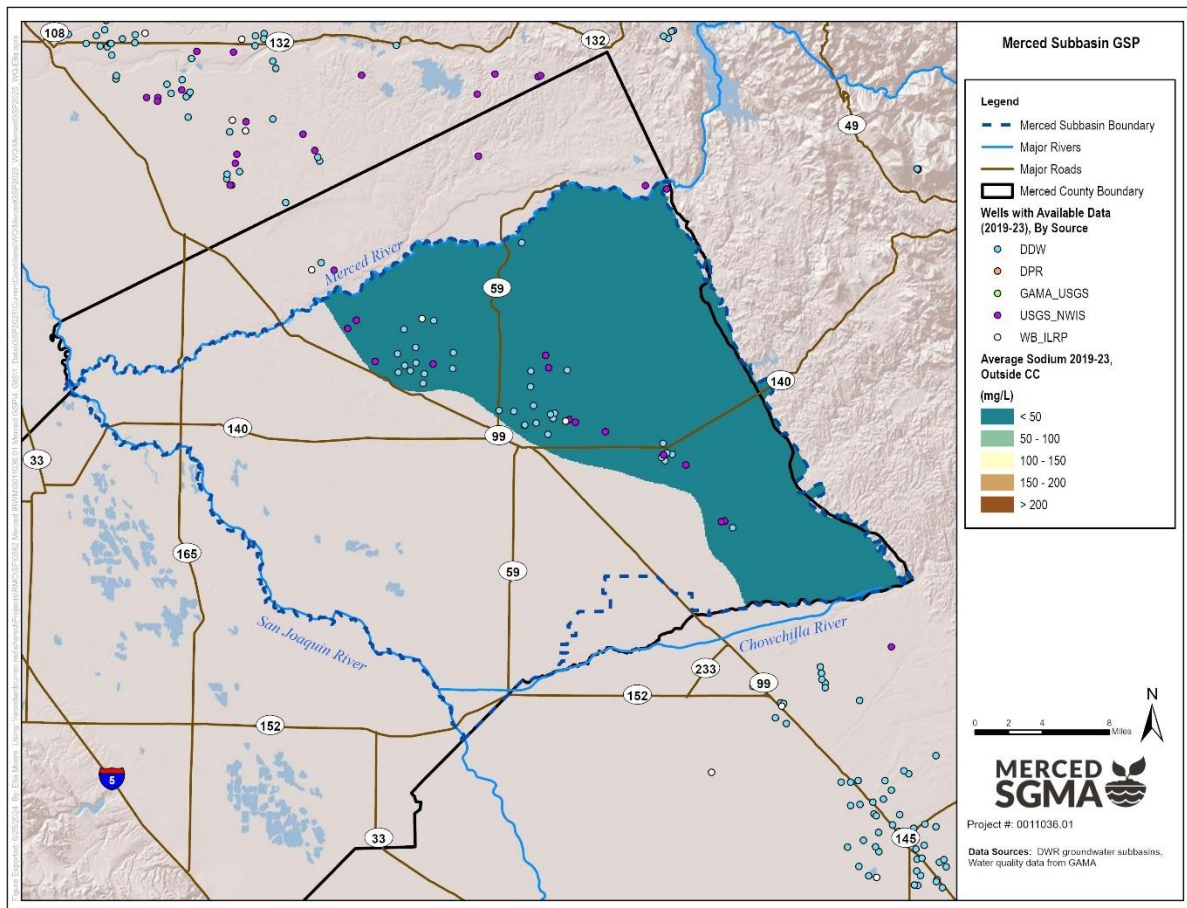 Merced Subbasin GSP
Legend
Merced Subbasin Boundary
Major Rivers
Major Roads
Merced County Boundary
Wells with Available Data
(2019-23), By Source
DDW
DPR
GAMA_USGS
USGS_NWIS
WB_ILRP
Average Sodium 2019-23,
Outside CC
(mg/L)
< 50
50 - 100
100 - 150
150 - 200
> 200
N
0 2 4 8
Miles
MERCED
SGMA
Project #: 0011036.01
Data Sources: DWR groundwater subbasins,
Water quality data from GAMA
108
132
132
49
Merced River
59
140
140
99
33
165
59
San Joaquin River
Chowchilla River
233
99
152
152
5
33
145